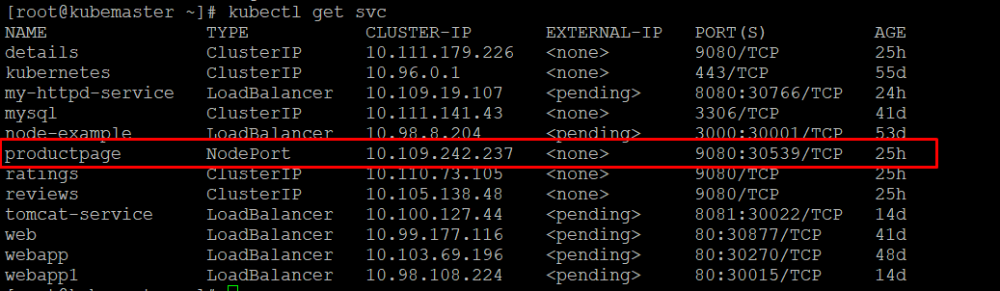 [root@kubemaster ~]# kubectl get svc
NAME TYPE CLUSTER-IP EXTERNAL-IP PORT(S) AGE
details ClusterIP 10.111.179.226 <none> 9080/TCP 25h
kubernetes ClusterIP 10.96.0.1 <none> 443/TCP 55d
my-httpd-service LoadBalancer 10.109.19.107 <pending> 8080:30766/TCP 24h
mysql ClusterIP 10.111.141.43 <none> 3306/TCP 41d
node-example LoadBalancer 10.98.8.204 <pending> 3000:30001/TCP 53d
productpage NodePort 10.109.242.237 <none> 9080:30539/TCP 25h
ratings ClusterIP 10.110.73.105 <none> 9080/TCP 25h
reviews ClusterIP 10.105.138.48 <none> 9080/TCP 25h
tomcat-service LoadBalancer 10.100.127.44 <pending> 8081:30022/TCP 14d
web LoadBalancer 10.99.177.116 <pending> 80:30877/TCP 41d
webapp LoadBalancer 10.103.69.196 <pending> 80:30270/TCP 48d
webapp1 LoadBalancer 10.98.108.224 <pending> 80:30015/TCP 14d
[root@kubemaster ~]#